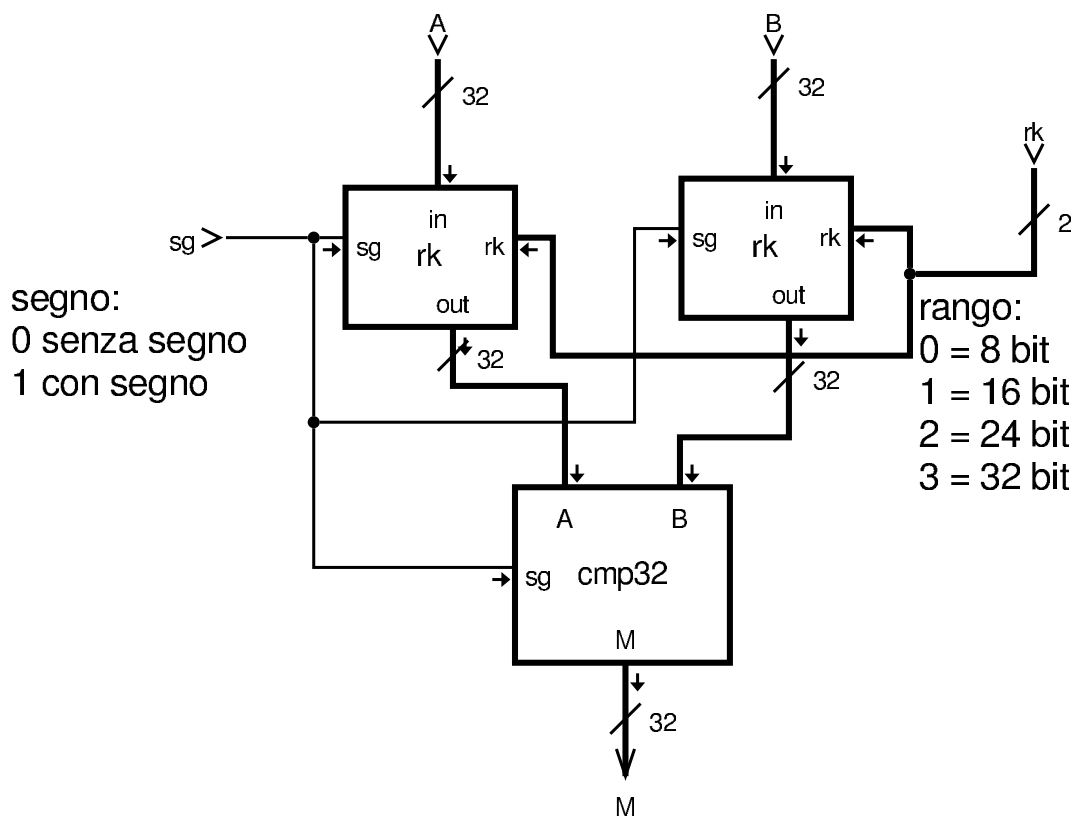 A
B
32
32
rk
2
in
sg
rk
rk
out
in
sg
rk
rk
out
sg
segno:
0 senza segno
1 con segno
rango:
0 = 8 bit
1 = 16 bit
2 = 24 bit
3 = 32 bit
32
32
A
B
sg
cmp32
M
32
M